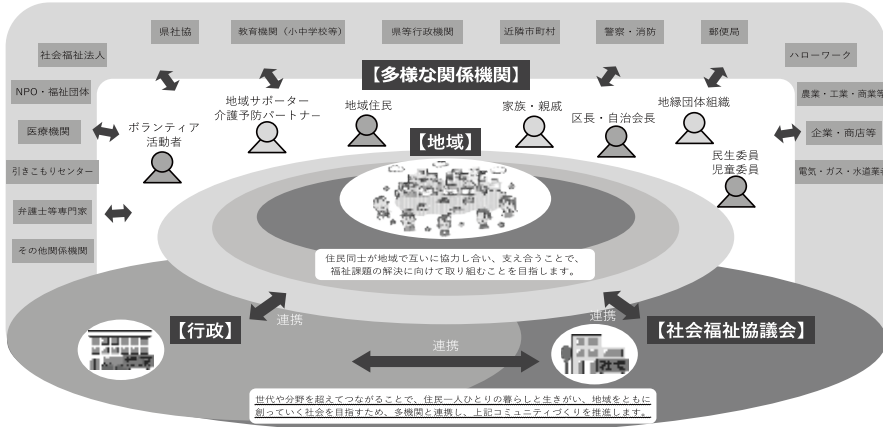 県社協
教育機関（小中学校等）
県等行政機関
近隣市町村
警察・消防
郵便局
社会福祉法人
NPO・福祉団体
医療機関
引きこもりセンター
弁護士等専門家
その他関係機関
ハローワーク
農業・工業・商業等
企業・商店等
電気・ガス・水道業者
【多様な関係機関】
ボランティア
活動者
地域サポーター
介護予防パートナー
地域住民
家族・親戚
区長・自治会長
地縁団体組織
民生委員
児童委員
【地域】
住民同士が地域で互いに協力し合い、支え合うことで、
福祉課題の解決に向けて取り組むことを目指します。
連携
連携
【行政】
【社会福祉協議会】
連携
世代や分野を超えてつながることで、住民一人ひとりの暮らしと生きがい、地域をともに
創っていく社会を目指すため、多機関と連携し、上記コミュニティづくりを推進します。